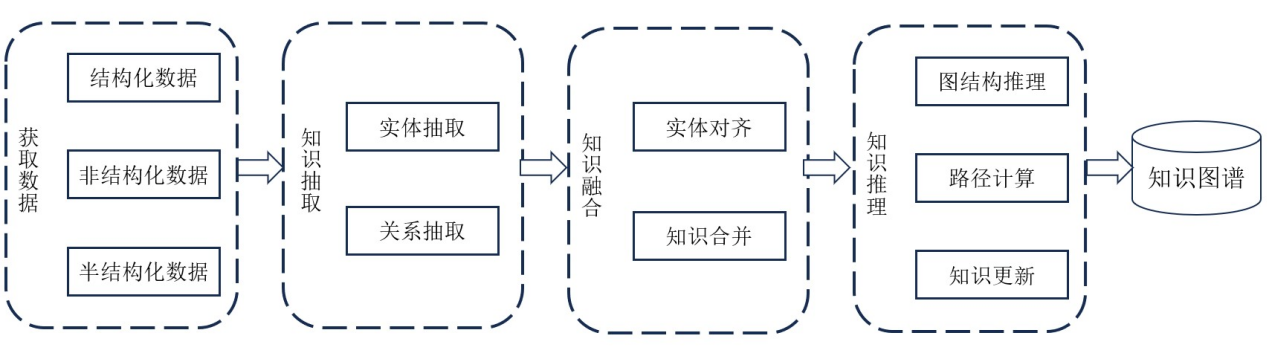 获取数据
结构化数据
非结构化数据
半结构化数据
知识抽取
实体抽取
关系抽取
知识融合
实体对齐
知识合并
知识推理
图结构推理
路径计算
知识更新
知识图谱